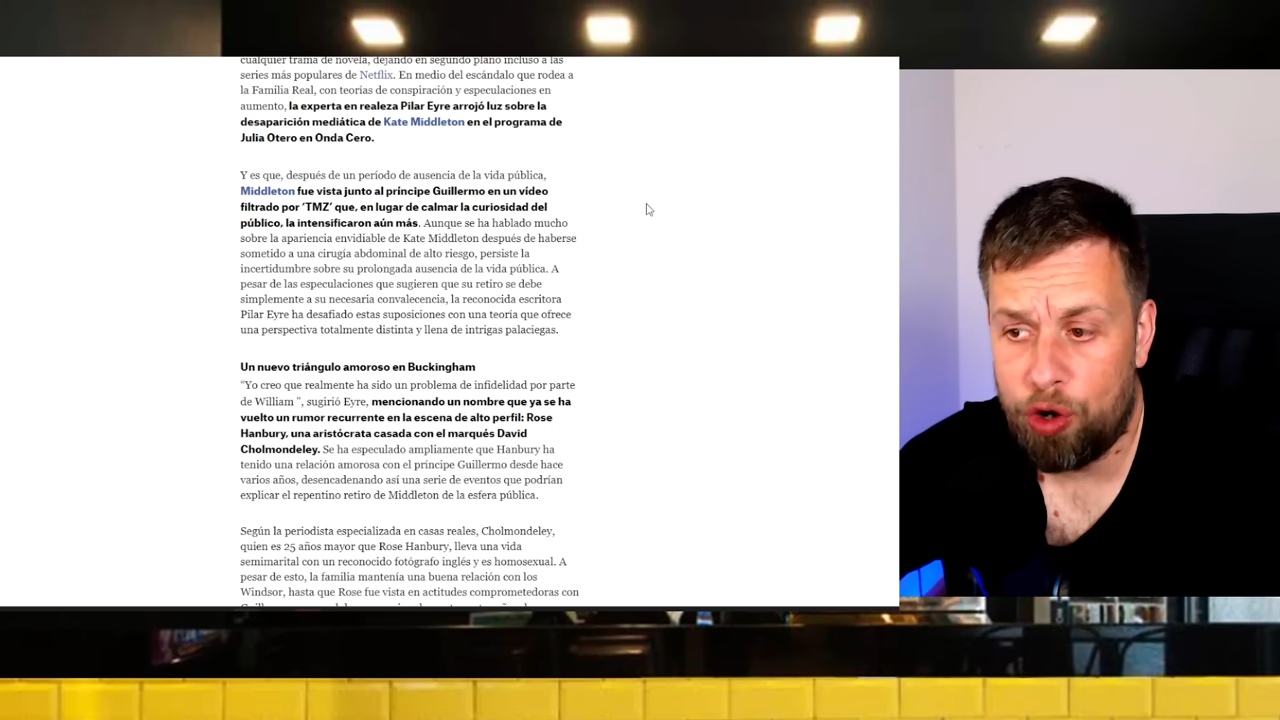 cualquier trama de novela, dejando en segundo plano incluso a las
series más populares de Netflix. En medio del escándalo que rodea a
la Familia Real, con teorías de conspiración y especulaciones en
aumento, la experta en realeza Pilar Eyre arrojó luz sobre la
desaparición mediática de Kate Middleton en el programa de
Julia Otero en Onda Cero.
Y es que, después de un período de ausencia de la vida pública,
Middleton fue vista junto al príncipe Guillermo en un vídeo
filtrado por ‘TMZ’ que, en lugar de calmar la curiosidad del
público, la intensificaron aún más. Aunque se ha hablado mucho
sobre la apariencia envidiable de Kate Middleton después de haberse
sometido a una cirugía abdominal de alto riesgo, persiste la
incertidumbre sobre su prolongada ausencia de la vida pública. A
pesar de las especulaciones que sugieren que su retiro se debe
simplemente a su necesaria convalecencia, la reconocida escritora
Pilar Eyre ha desafiado estas suposiciones con una teoría que ofrece
una perspectiva totalmente distinta y llena de intrigas palaciegas.
Un nuevo triángulo amoroso en Buckingham
“Yo creo que realmente ha sido un problema de infidelidad por parte
de William ”, sugirió Eyre, mencionando un nombre que ya se ha
vuelto un rumor recurrente en la escena de alto perfil: Rose
Hanbury, una aristócrata casada con el marqués David
Cholmondeley. Se ha especulado ampliamente que Hanbury ha
tenido una relación amorosa con el príncipe Guillermo desde hace
varios años, desencadenando así una serie de eventos que podrían
explicar el repentino retiro de Middleton de la esfera pública.
Según la periodista especializada en casas reales, Cholmondeley,
quien es 25 años mayor que Rose Hanbury, lleva una vida
semimarital con un reconocido fotógrafo inglés y es homosexual. A
pesar de esto, la familia mantenía una buena relación con los
Windsor, hasta que Rose fue vista en actitudes comprometedoras con